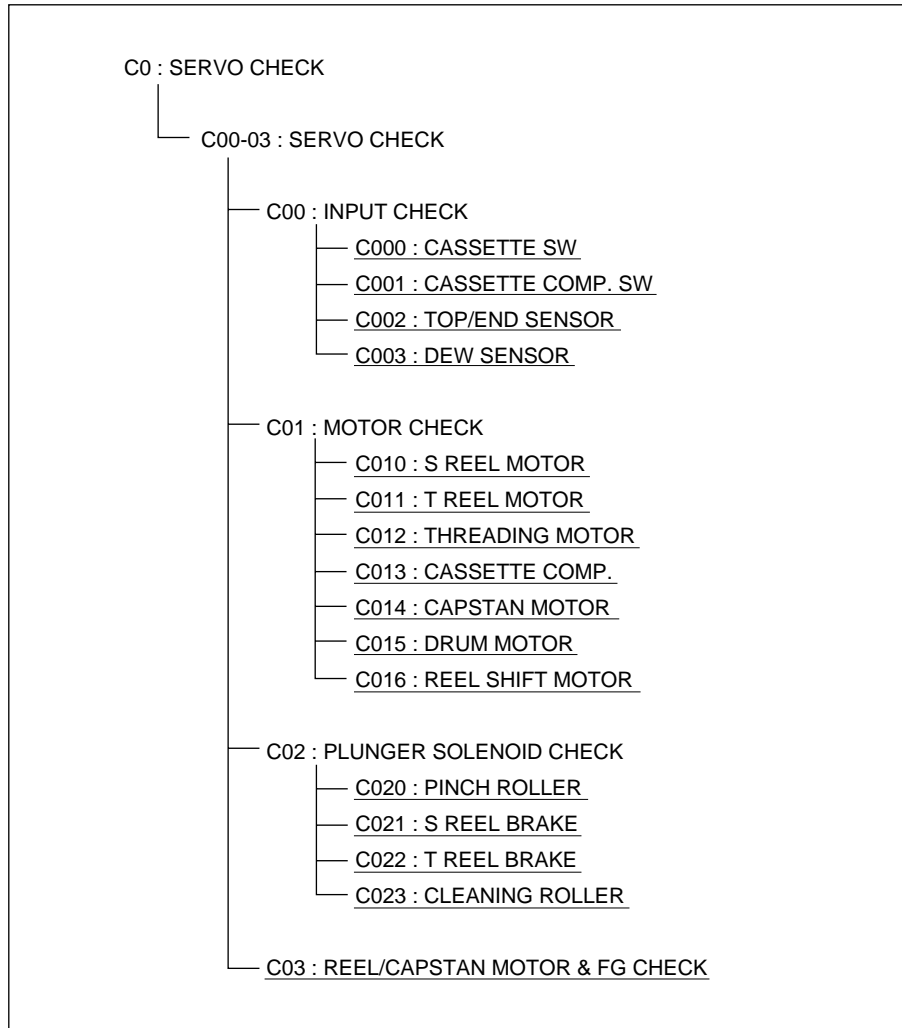 C0 : SERVO CHECK
C00-03 : SERVO CHECK
C00 : INPUT CHECK
C000 : CASSETTE SW
C001 : CASSETTE COMP. SW
C002 : TOP/END SENSOR
C003 : DEW SENSOR
C01 : MOTOR CHECK
C010 : S REEL MOTOR
C011 : T REEL MOTOR
C012 : THREADING MOTOR
C013 : CASSETTE COMP.
C014 : CAPSTAN MOTOR
C015 : DRUM MOTOR
C016 : REEL SHIFT MOTOR
C02 : PLUNGER SOLENOID CHECK
C020 : PINCH ROLLER
C021 : S REEL BRAKE
C022 : T REEL BRAKE
C023 : CLEANING ROLLER
C03 : REEL/CAPSTAN MOTOR & FG CHECK